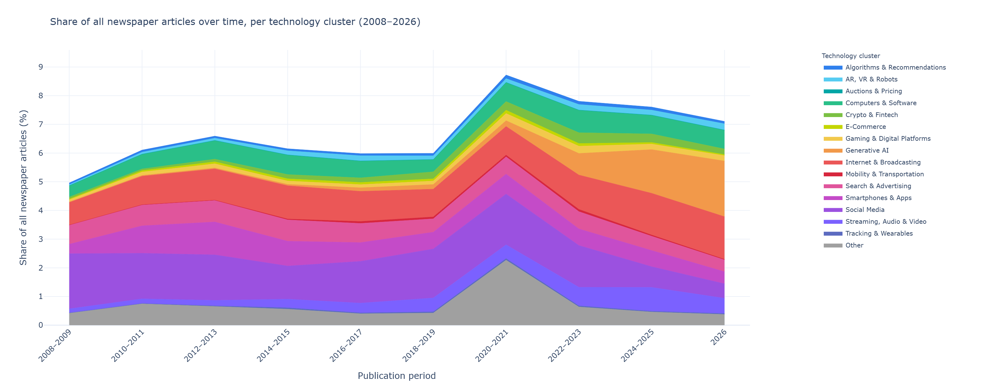 Share of all newspaper articles over time, per technology cluster (2008–2026)
Share of all newspaper articles (%)
9
8
7
6
5
4
3
2
1
0
2008–2009
2010–2011
2012–2013
2014–2015
2016–2017
2018–2019
2020–2021
2022–2023
2024–2025
2026
Publication period
Technology cluster
Algorithms & Recommendations
AR, VR & Robots
Auctions & Pricing
Computers & Software
Crypto & Fintech
E-Commerce
Gaming & Digital Platforms
Generative AI
Internet & Broadcasting
Mobility & Transportation
Search & Advertising
Smartphones & Apps
Social Media
Streaming, Audio & Video
Tracking & Wearables
Other